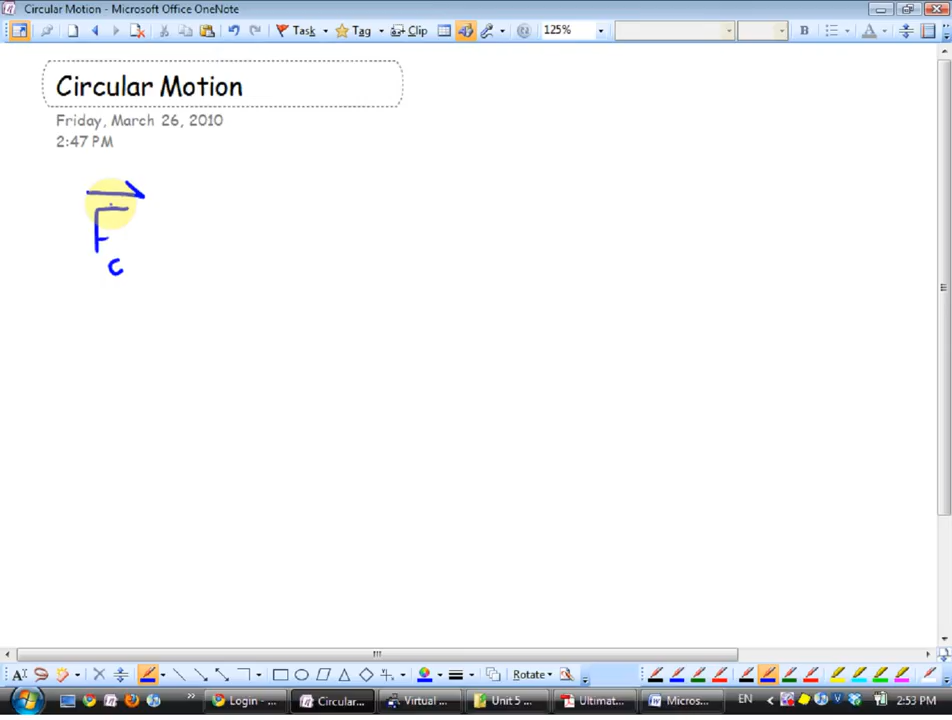 Circular Motion - Microsoft Office OneNote
Task
Tag
Clip
125%
B
A
Circular Motion
Friday, March 26, 2010
2:47 PM
F
c
Rotate
Login - ...
Circular...
Virtual ...
Unit 5 ...
Ultimat...
Micros...
EN
2:53 PM